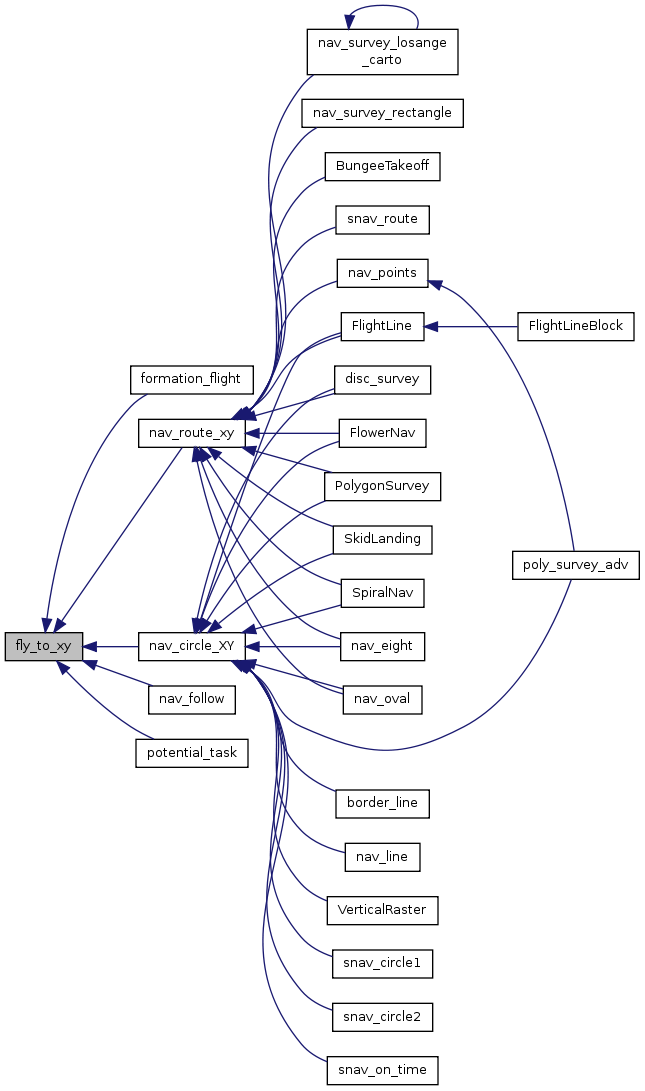 nav_survey_losange
_carto
nav_survey_rectangle
BungeeTakeoff
snav_route
nav_points
FlightLine
FlightLineBlock
formation_flight
disc_survey
nav_route_xy
FlowerNav
PolygonSurvey
SkidLanding
poly_survey_adv
SpiralNav
fly_to_xy
nav_circle_XY
nav_eight
nav_follow
nav_oval
potential_task
border_line
nav_line
VerticalRaster
snav_circle1
snav_circle2
snav_on_time